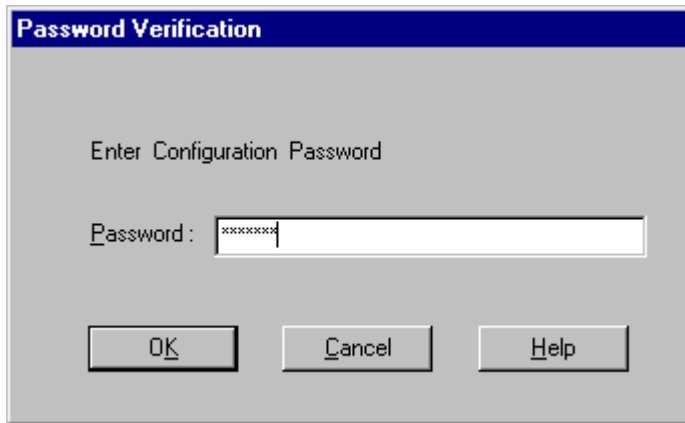 Password Verification
Enter Configuration Password
Password : *******
OK Cancel Help